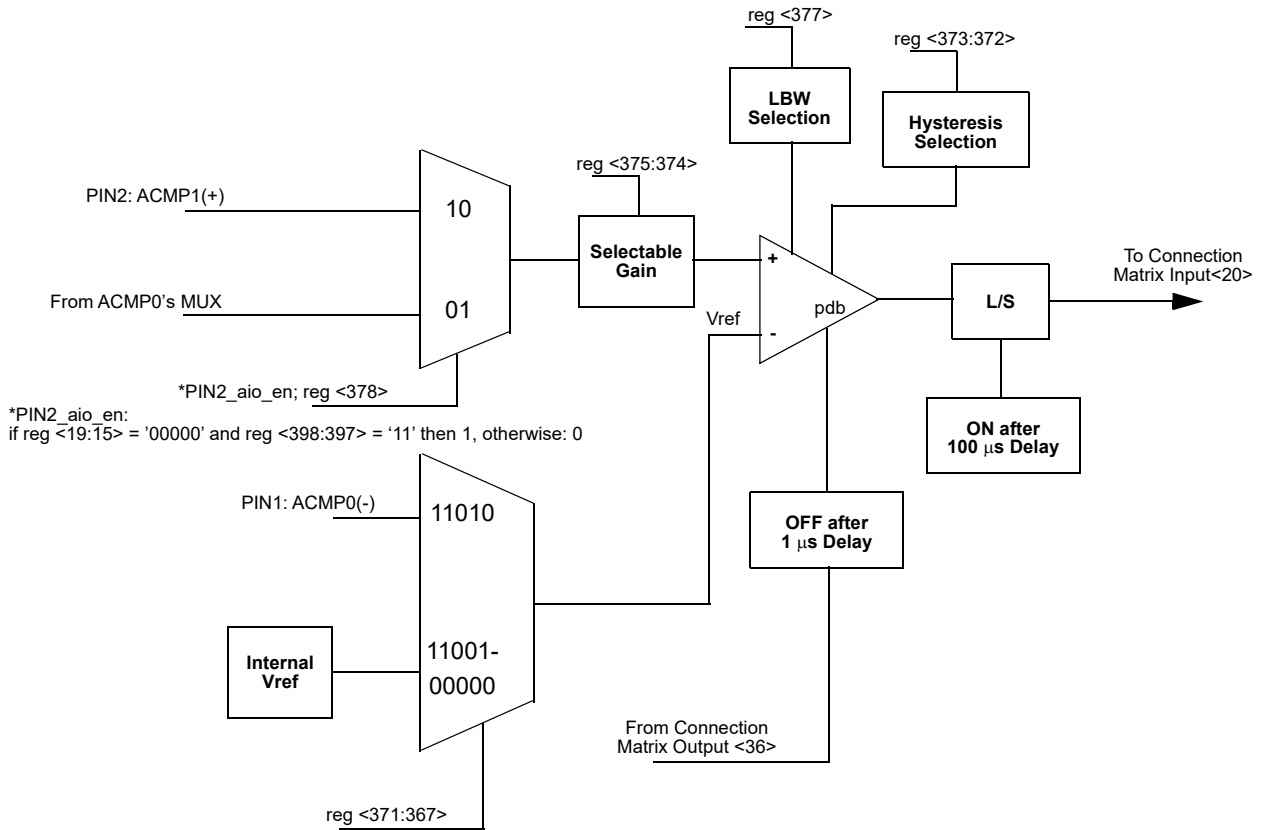 reg <377>
reg <373:372>
LBW
Selection
Hysteresis
Selection
reg <375:374>
PIN2: ACMP1(+)
10
Selectable
Gain
+
To Connection
Matrix Input<20>
From ACMP0's MUX
01
Vref
pdb
-
L/S
*PIN2_aio_en; reg <378>
*PIN2_aio_en:
if reg <19:15> = ’00000’ and reg <398:397> = ‘11’ then 1, otherwise: 0
ON after
100 μs Delay
PIN1: ACMP0(-)
11010
OFF after
1 μs Delay
Internal
Vref
11001-
00000
From Connection
Matrix Output <36>
reg <371:367>